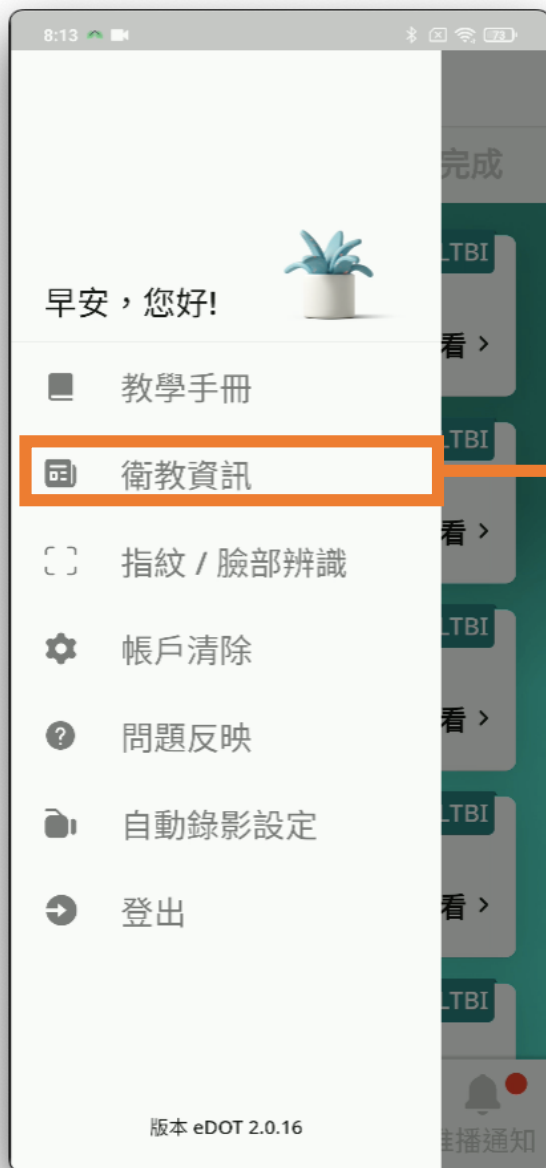 8:13
73
完成
LTBI
早安，您好!
看 >
教學手冊
LTBI
衛教資訊
看 >
指紋 / 臉部辨識
LTBI
帳戶清除
看 >
問題反映
LTBI
自動錄影設定
看 >
登出
LTBI
版本 eDOT 2.0.16
播通知